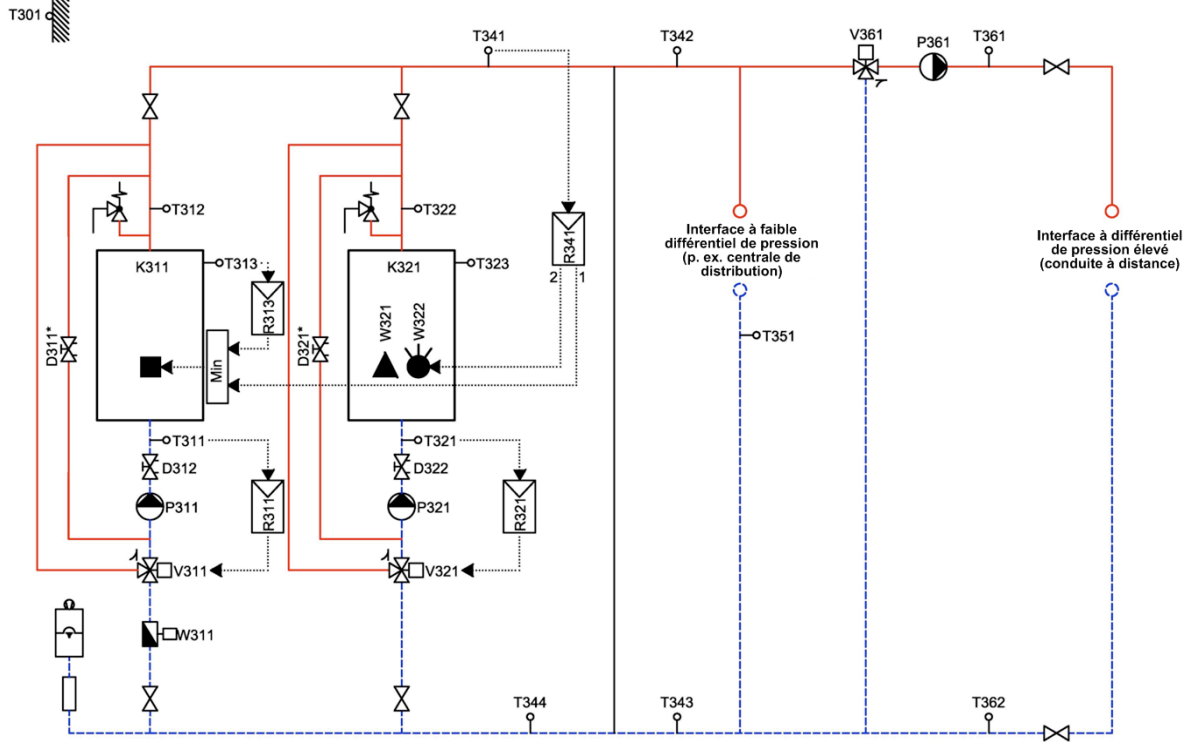 T301
T341
T342
V361
P361
T361
T312
T322
R341
2
1
Interface à faible
différentiel de pression
(p. ex. centrale de
distribution)
Interface à différentiel
de pression élevé
(conduite à distance)
K311
T313
K321
T323
R313
W321
W322
D311*
Min
D321*
T351
T311
T321
D312
D322
P311
R311
P321
R321
V311
V321
W311
T344
T343
T362